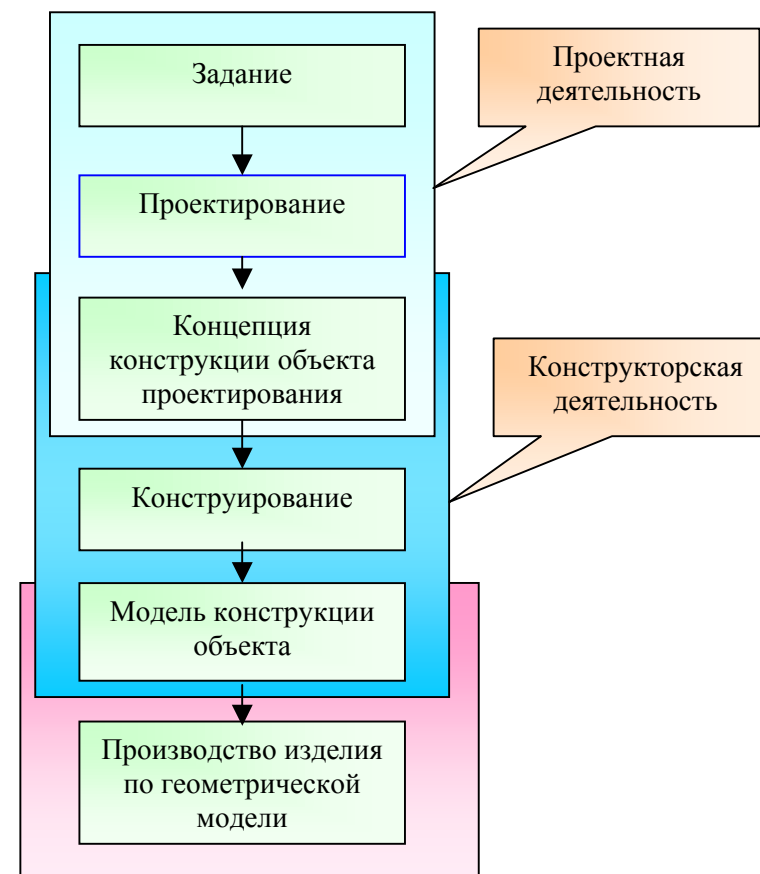 Задание
Проектная
деятельность
Проектирование
Концепция
конструкции объекта
проектирования
Конструкторская
деятельность
Конструирование
Модель конструкции
объекта
Производство изделия
по геометрической
модели